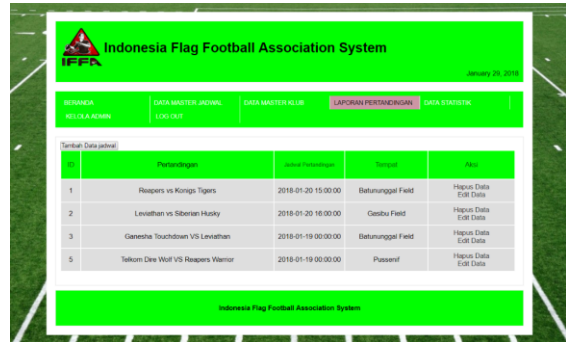 IFFA
Indonesia Flag Football Association System
January 29, 2018
BERANDA DATA MASTER JADWAL DATA MASTER KLUB LAPORAN PERTANDINGAN DATA STATISTIK
KELOLA ADMIN LOG OUT
Tambah Data jadwal
ID Pertandingan Jadwal Pertandingan Tempat Aksi
1 Reapers vs Konigs Tigers 2018-01-20 15:00:00 Batununggal Field Hapus Data
Edit Data
2 Leviathan vs Siberian Husky 2018-01-20 16:00:00 Gasibu Field Hapus Data
Edit Data
3 Ganesha Touchdown VS Leviathan 2018-01-19 00:00:00 Batununggal Field Hapus Data
Edit Data
5 Telkom Dire Wolf VS Reapers Warrior 2018-01-19 00:00:00 Pussenif Hapus Data
Edit Data
Indonesia Flag Football Association System